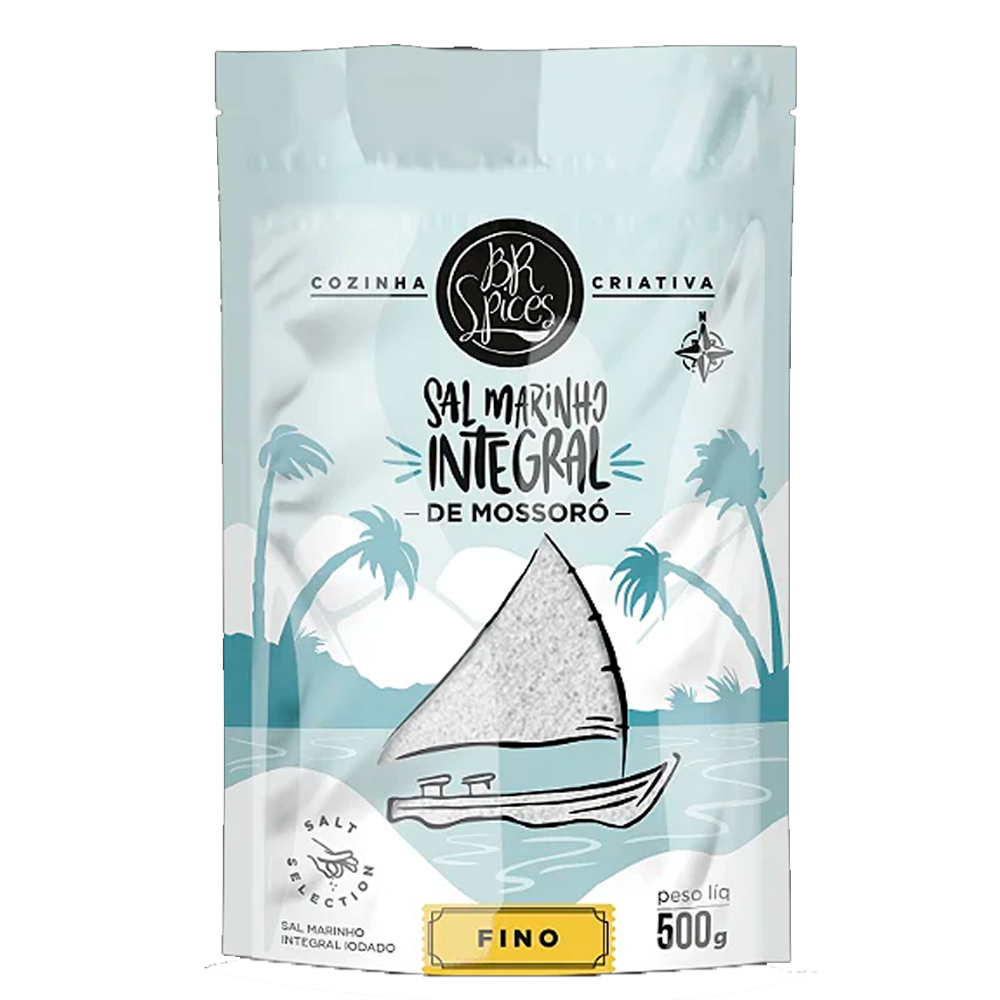 COZINHA
BR
Spices
CRIATIVA
N
SAL MARINHO
INTEGRAL
DE MOSSORÓ
SALT
SELECTION
SAL MARINHO
INTEGRAL IODADO
FINO
peso líq
500g